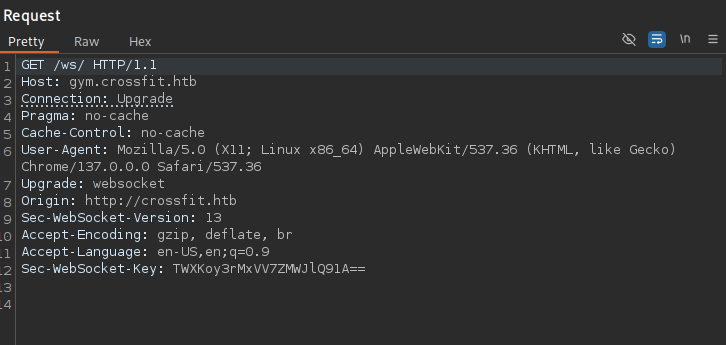 Request
Pretty Raw Hex \n
1 GET /ws/ HTTP/1.1
2 Host: gym.crossfit.htb
3 Connection: Upgrade
4 Pragma: no-cache
5 Cache-Control: no-cache
6 User-Agent: Mozilla/5.0 (X11; Linux x86_64) AppleWebKit/537.36 (KHTML, like Gecko)
Chrome/137.0.0.0 Safari/537.36
7 Upgrade: websocket
8 Origin: http://crossfit.htb
9 Sec-WebSocket-Version: 13
10 Accept-Encoding: gzip, deflate, br
11 Accept-Language: en-US,en;q=0.9
12 Sec-WebSocket-Key: TWXKoy3rMxVV7ZMWJlQ91A==
13
14